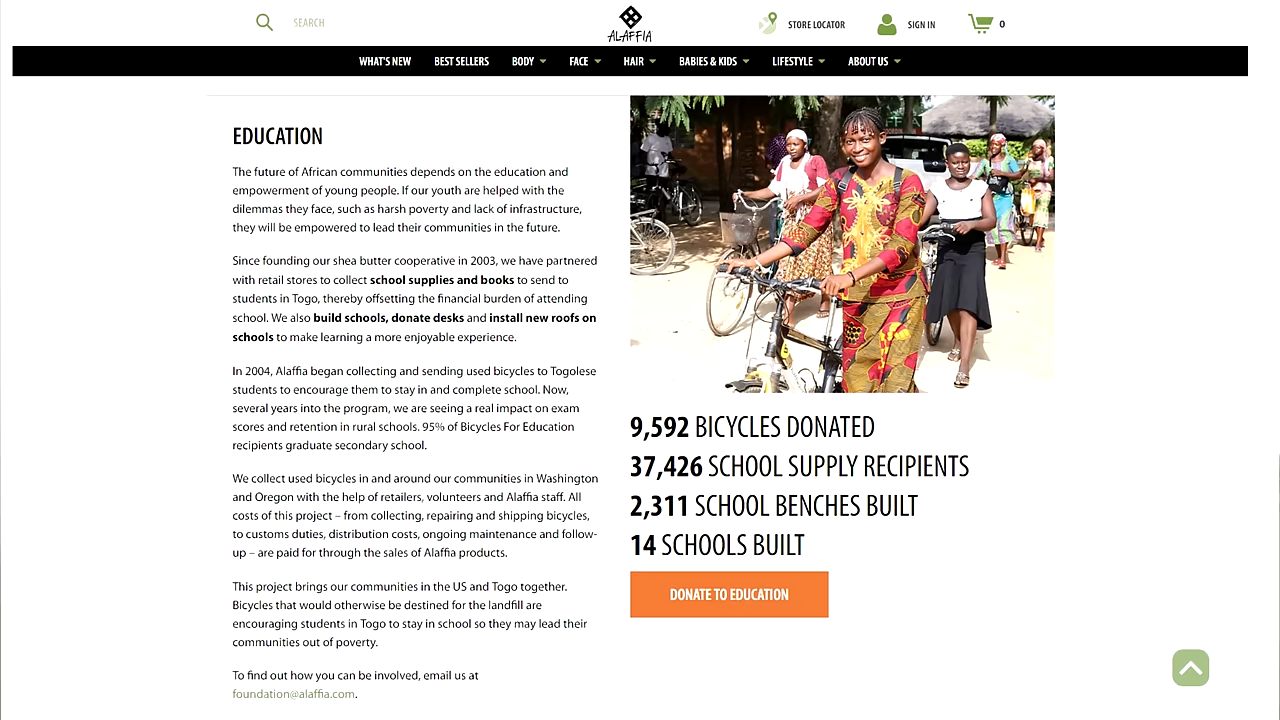 SEARCH
ALAFFIA
STORE LOCATOR
SIGN IN
0
WHAT'S NEW
BEST SELLERS
BODY
FACE
HAIR
BABIES & KIDS
LIFESTYLE
ABOUT US
EDUCATION
The future of African communities depends on the education and
empowerment of young people. If our youth are helped with the
dilemmas they face, such as harsh poverty and lack of infrastructure,
they will be empowered to lead their communities in the future.
Since founding our shea butter cooperative in 2003, we have partnered
with retail stores to collect school supplies and books to send to
students in Togo, thereby offsetting the financial burden of attending
school. We also build schools, donate desks and install new roofs on
schools to make learning a more enjoyable experience.
In 2004, Alaffia began collecting and sending used bicycles to Togolese
students to encourage them to stay in and complete school. Now,
several years into the program, we are seeing a real impact on exam
scores and retention in rural schools. 95% of Bicycles For Education
recipients graduate secondary school.
We collect used bicycles in and around our communities in Washington
and Oregon with the help of retailers, volunteers and Alaffia staff. All
costs of this project – from collecting, repairing and shipping bicycles,
to customs duties, distribution costs, ongoing maintenance and follow-
up – are paid for through the sales of Alaffia products.
This project brings our communities in the US and Togo together.
Bicycles that would otherwise be destined for the landfill are
encouraging students in Togo to stay in school so they may lead their
communities out of poverty.
To find out how you can be involved, email us at
foundation@alaffia.com.
9,592 BICYCLES DONATED
37,426 SCHOOL SUPPLY RECIPIENTS
2,311 SCHOOL BENCHES BUILT
14 SCHOOLS BUILT
DONATE TO EDUCATION